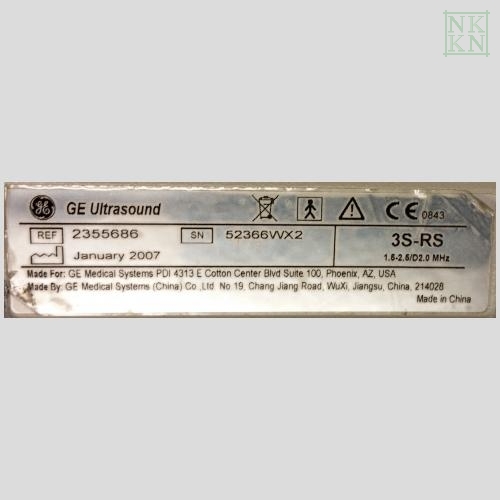 NK
KN
GE Ultrasound
0843
REF 2355686 SN 52366WX2 3S-RS
January 2007 1.5-2.5/D2.0 MHz
Made For: GE Medical Systems PDI 4313 E Cotton Center Blvd Suite 100, Phoenix, AZ, USA
Made By: GE Medical Systems (China) Co.,Ltd No 19, Chang Jiang Road, WuXi, Jiangsu, China, 214028
Made in China